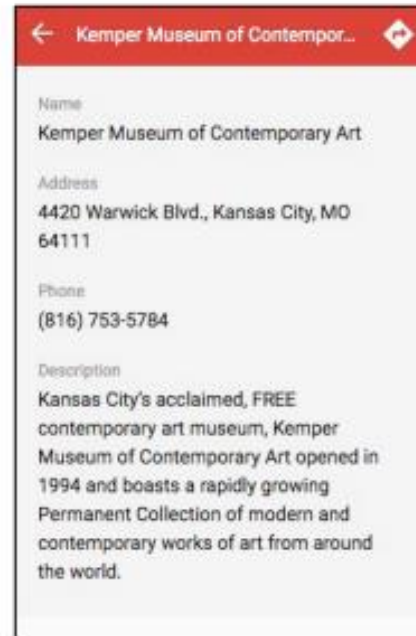 Kemper Museum of Contempor...
Name
Kemper Museum of Contemporary Art
Address
4420 Warwick Blvd., Kansas City, MO
64111
Phone
(816) 753-5784
Description
Kansas City's acclaimed, FREE
contemporary art museum, Kemper
Museum of Contemporary Art opened in
1994 and boasts a rapidly growing
Permanent Collection of modern and
contemporary works of art from around
the world.